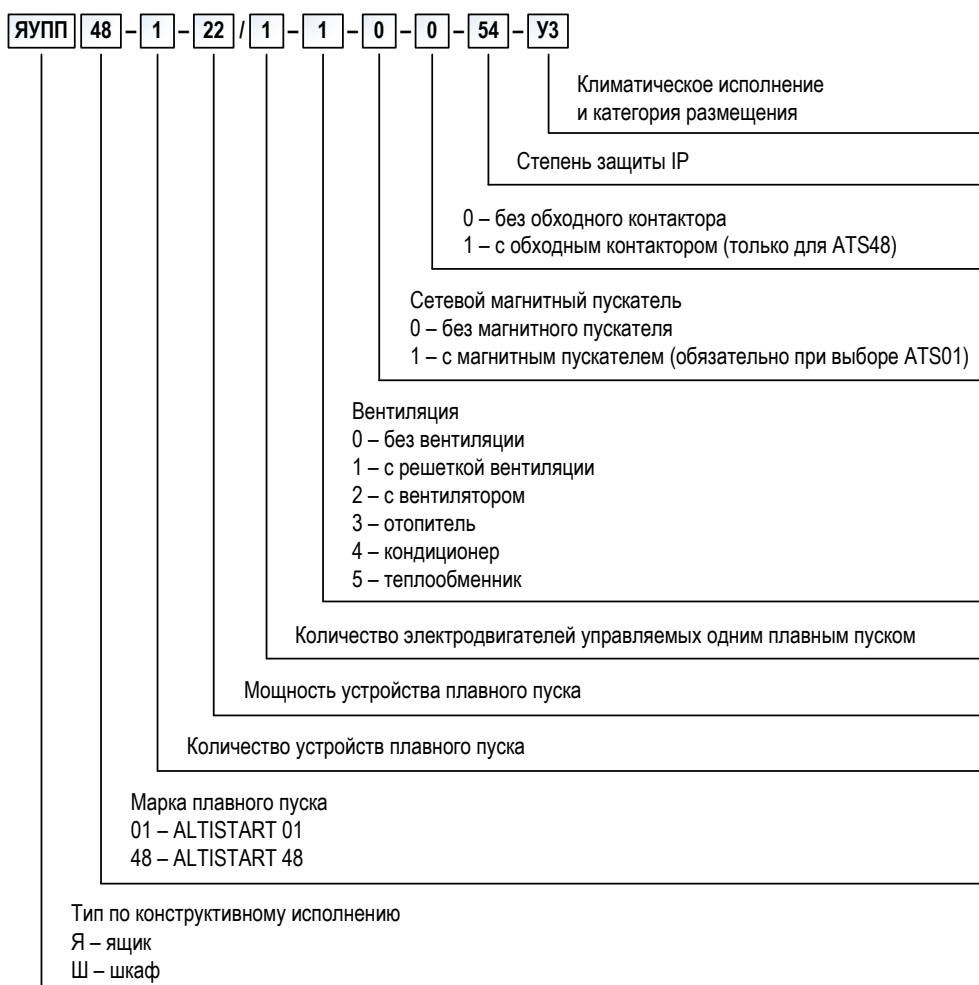 ЯУПП 48 – 1 – 22 / 1 – 1 – 0 – 0 – 54 – У3
Климатическое исполнение
и категория размещения
Степень защиты IP
0 – без обходного контактора
1 – с обходным контактором (только для ATS48)
Сетевой магнитный пускатель
0 – без магнитного пускателя
1 – с магнитным пускателем (обязательно при выборе ATS01)
Вентиляция
0 – без вентиляции
1 – с решеткой вентиляции
2 – с вентилятором
3 – отопитель
4 – кондиционер
5 – теплообменник
Количество электродвигателей управляемых одним плавным пуском
Мощность устройства плавного пуска
Количество устройств плавного пуска
Марка плавного пуска
01 – ALTISTART 01
48 – ALTISTART 48
Тип по конструктивному исполнению
Я – ящик
Ш – шкаф